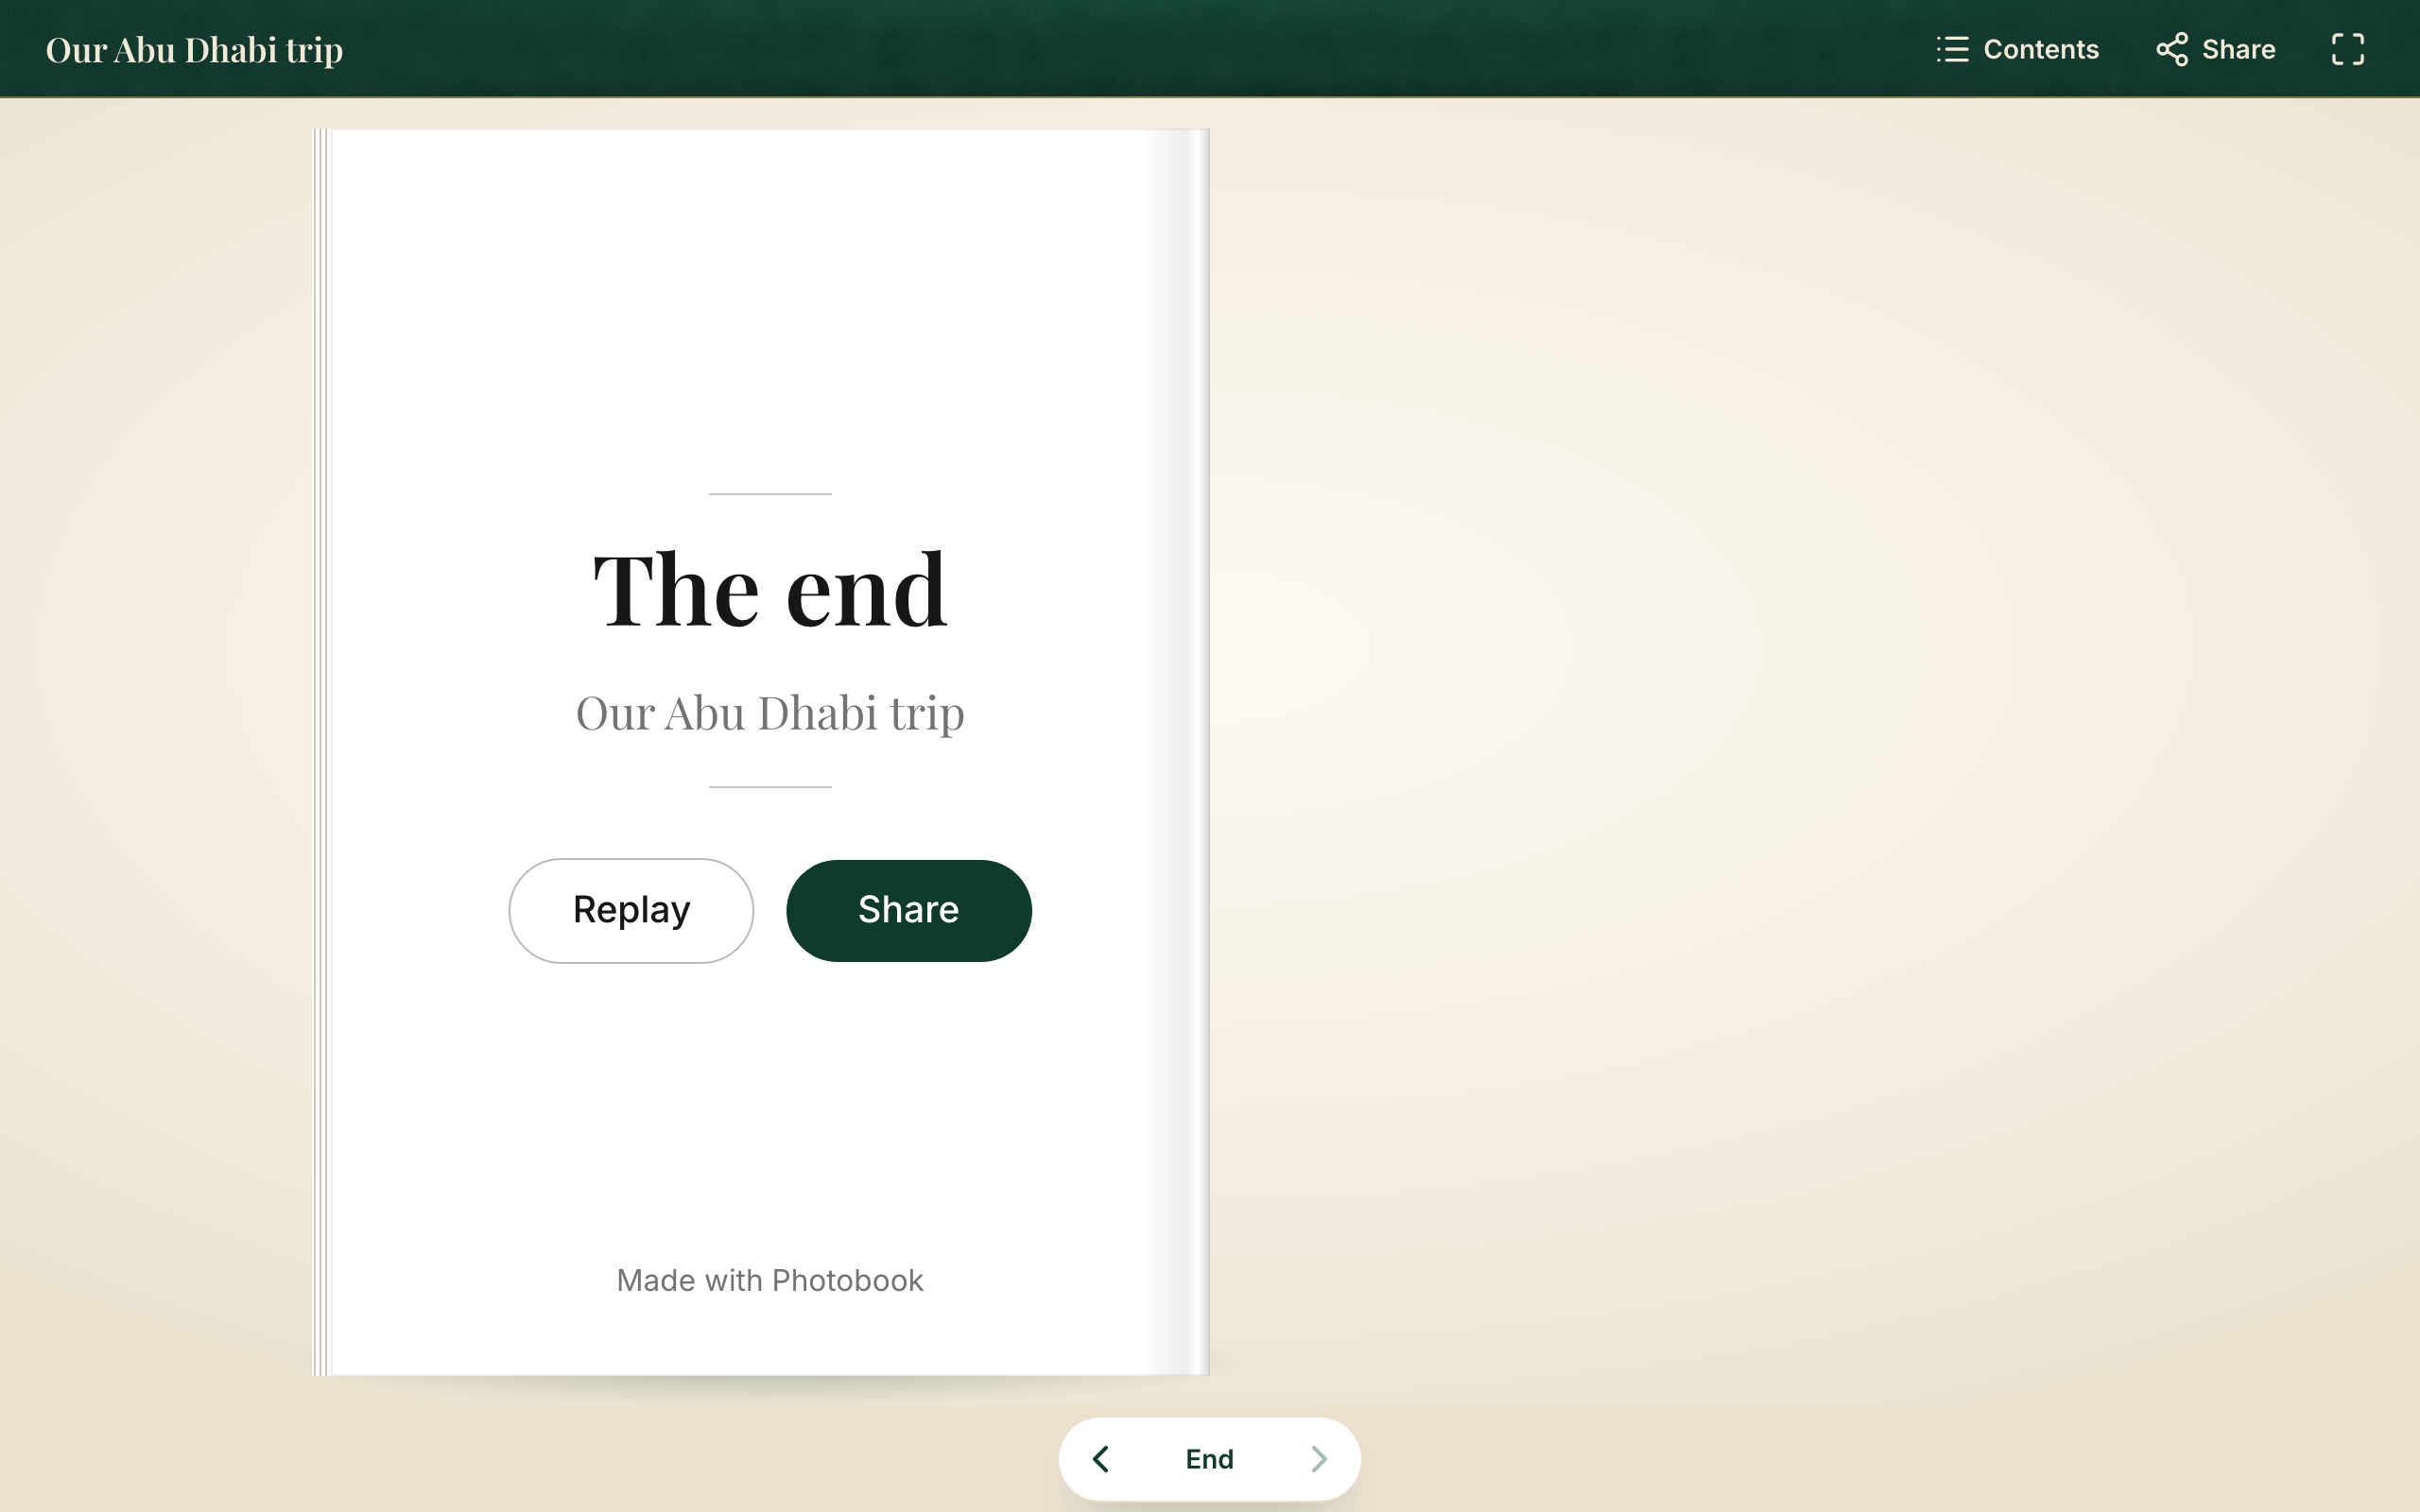 Our Abu Dhabi trip
Contents
Share
The end
Our Abu Dhabi trip
Replay
Share
Made with Photobook
End